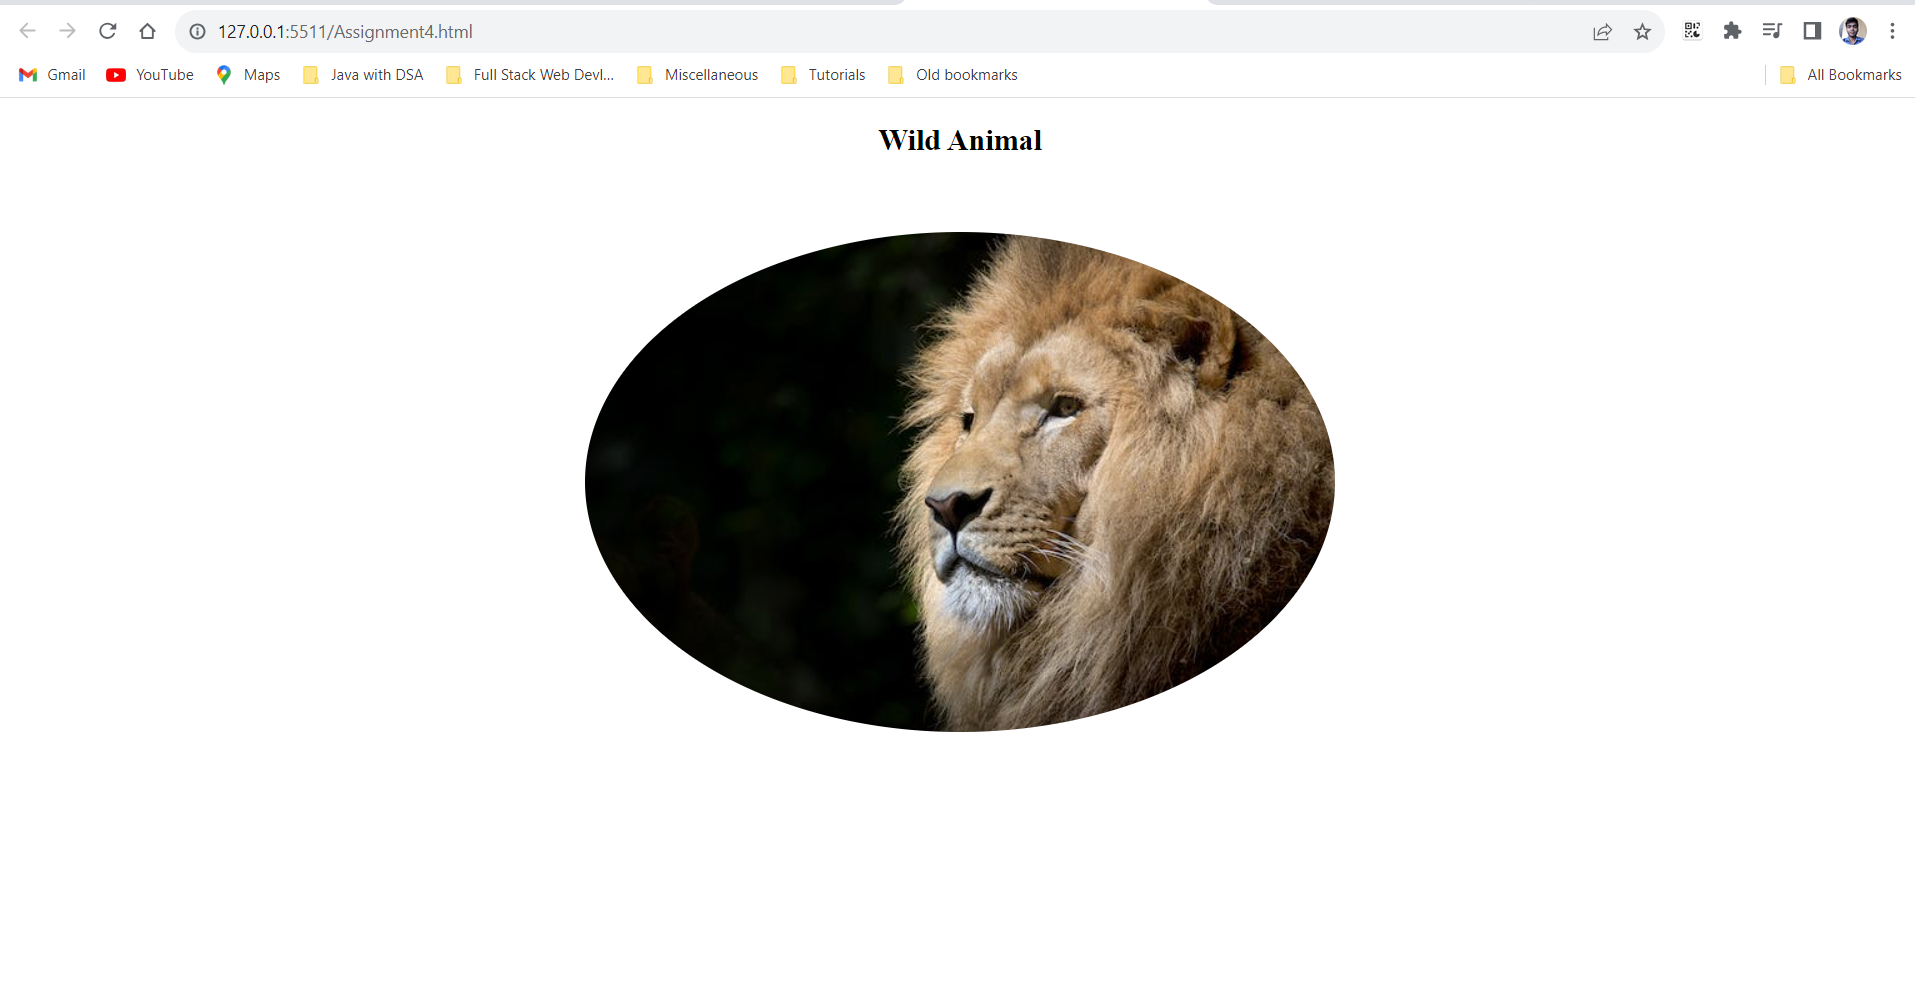 127.0.0.1:5511/Assignment4.html
Gmail YouTube Maps Java with DSA Full Stack Web Devl... Miscellaneous Tutorials Old bookmarks All Bookmarks
Wild Animal